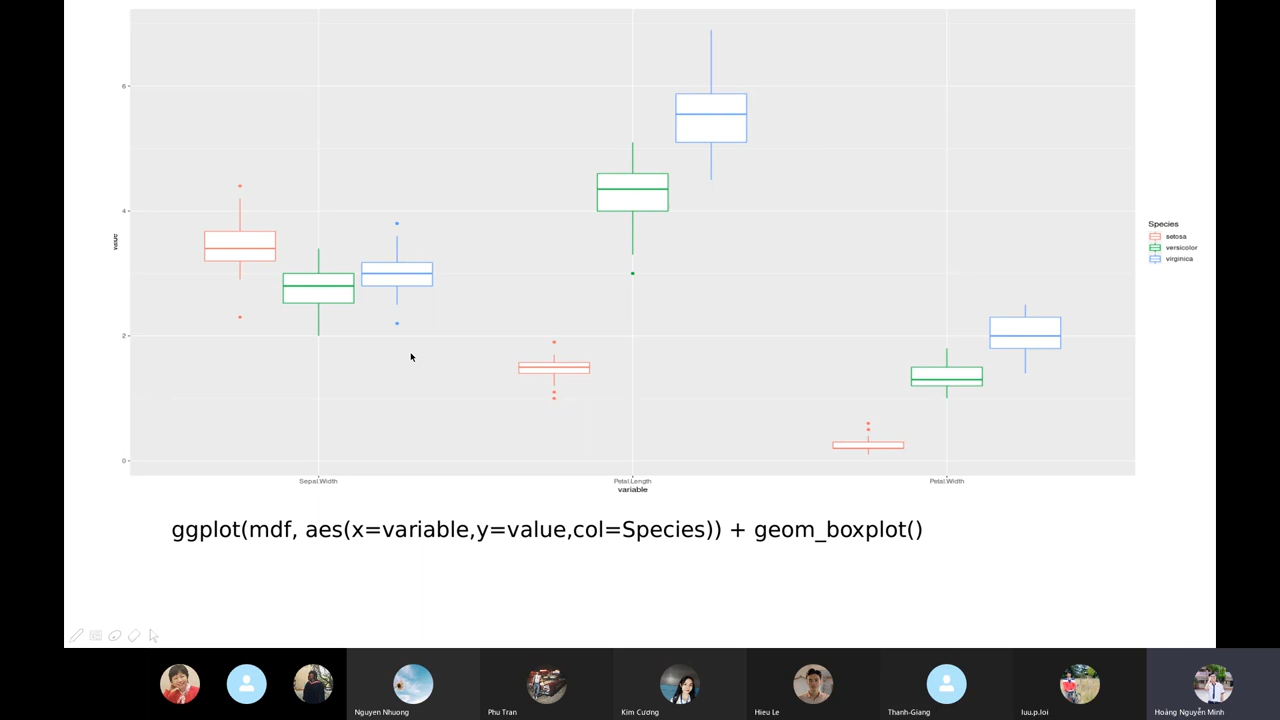 6
4
2
0
value
Sepal.Width
Petal.Length
Petal.Width
variable
Species
setosa
versicolor
virginica
ggplot(mdf, aes(x=variable,y=value,col=Species)) + geom_boxplot()
Nguyen Nhuong
Phu Tran
Kim Cương
Hieu Le
Thanh-Giang
luu.p.loi
Hoàng Nguyễn Minh